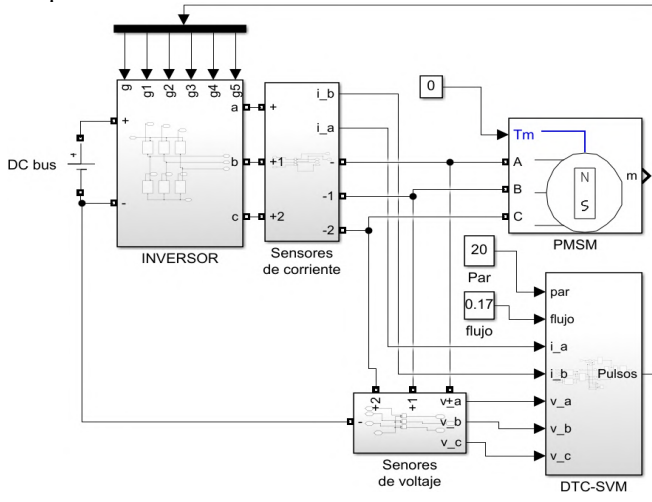 g
g1
g2
g3
g4
g5
+
-
a
b
c
DC bus
+
INVERSOR
+
+1
+2
i_b
i_a
-
-1
-2
Sensores
de corriente
0
Tm
A
B
C
N
S
m
PMSM
20
Par
0.17
flujo
par
flujo
i_a
i_b
v_a
v_b
v_c
Pulsos
DTC-SVM
+2
+1
+
-
v_a
v_b
v_c
Senores
de voltaje